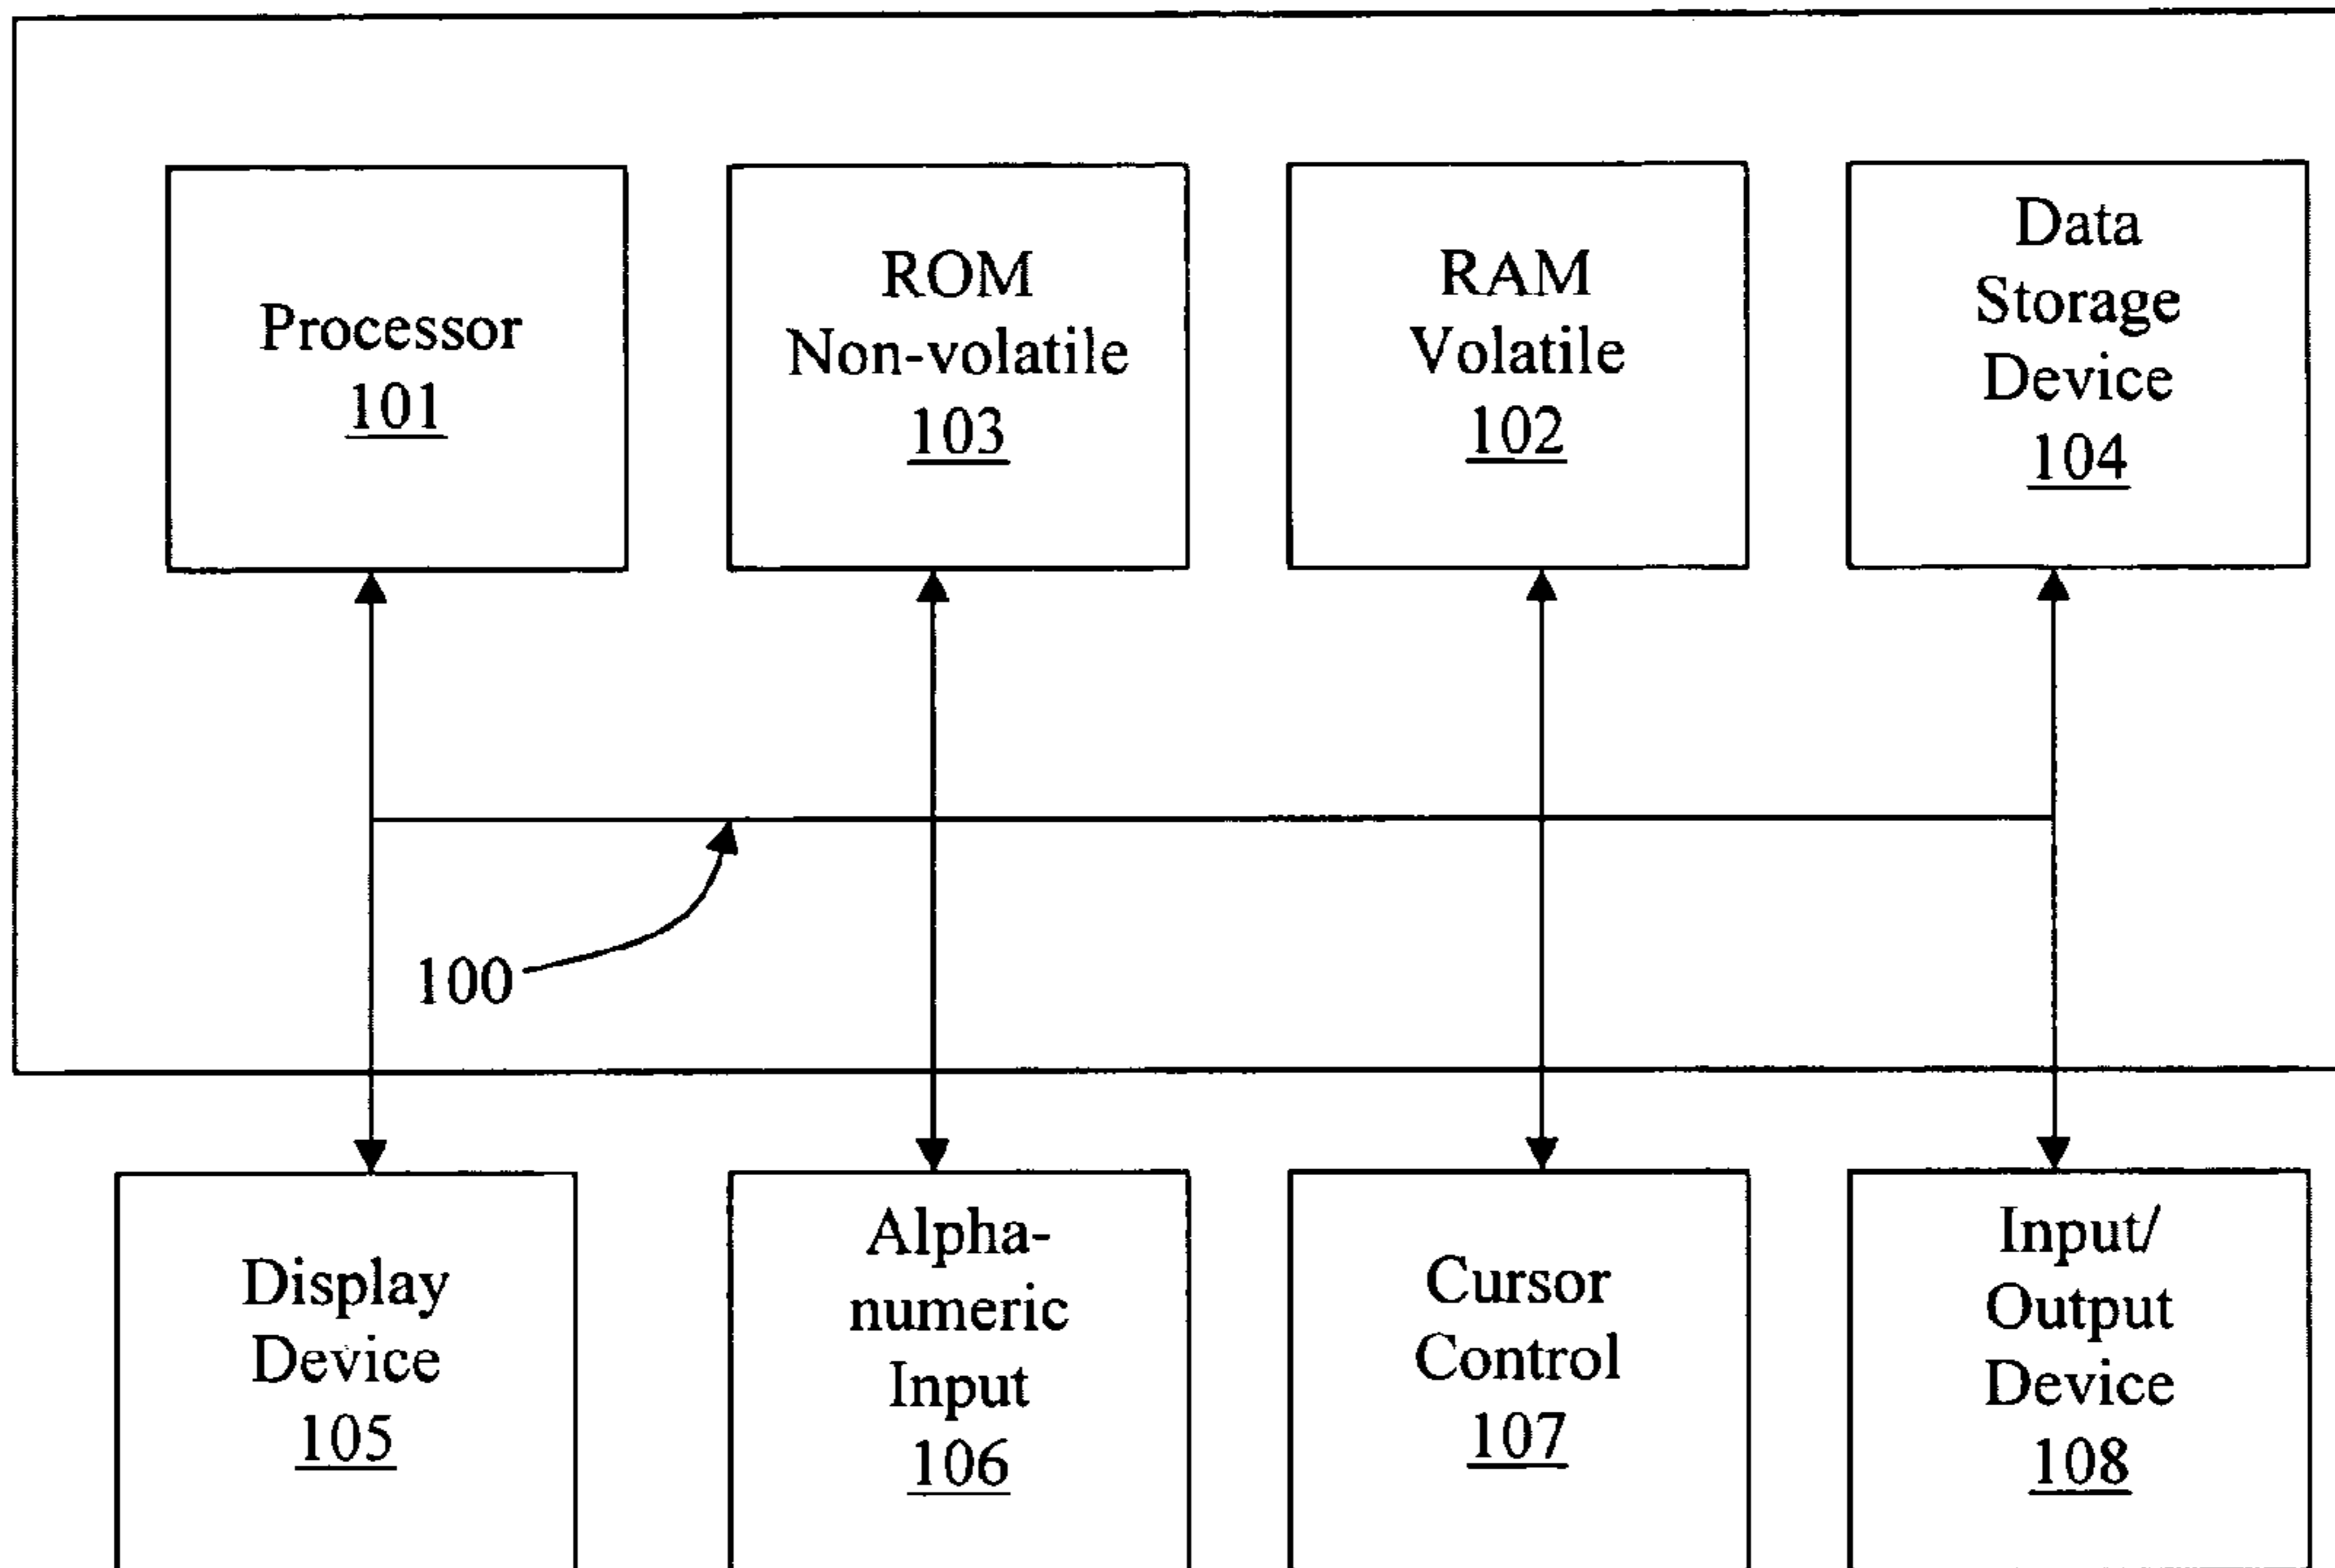 Processor
101
ROM
Non-volatile
103
RAM
Volatile
102
Data
Storage
Device
104
100
Display
Device
105
Alpha-
numeric
Input
106
Cursor
Control
107
Input/
Output
Device
108